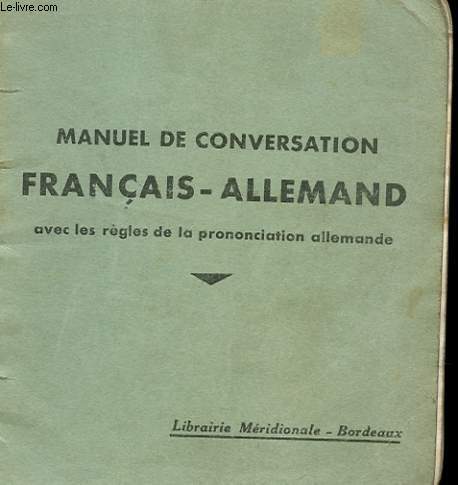 Le-livre.com
MANUEL DE CONVERSATION
FRANÇAIS - ALLEMAND
avec les règles de la prononciation allemande
Librairie Méridionale - Bordeaux